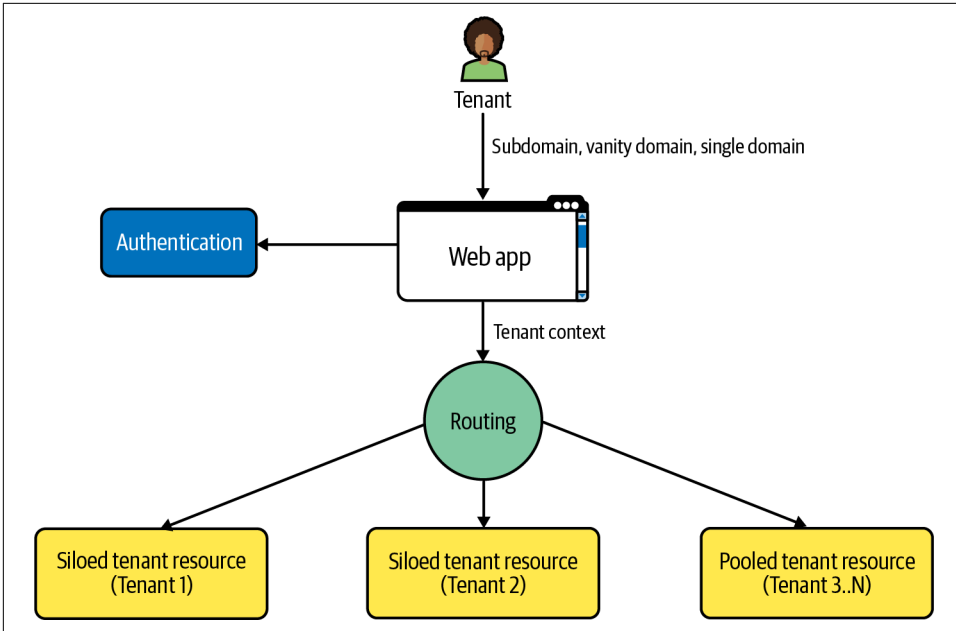 Tenant
Subdomain, vanity domain, single domain
Authentication
Web app
Tenant context
Routing
Siloed tenant resource
(Tenant 1)
Siloed tenant resource
(Tenant 2)
Pooled tenant resource
(Tenant 3..N)